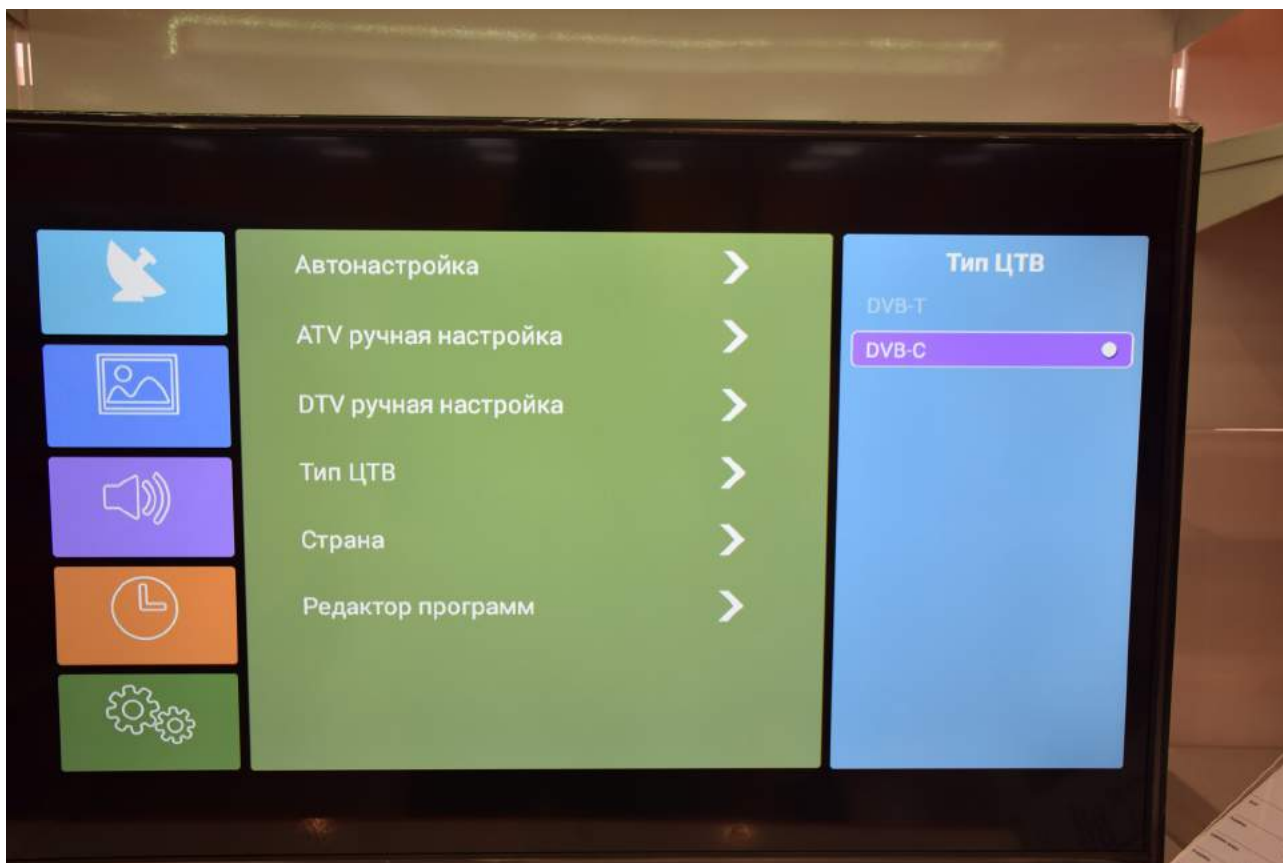 Автонастройка
ATV ручная настройка
DTV ручная настройка
Тип ЦТВ
Страна
Редактор программ
Тип ЦТВ
DVB-T
DVB-C